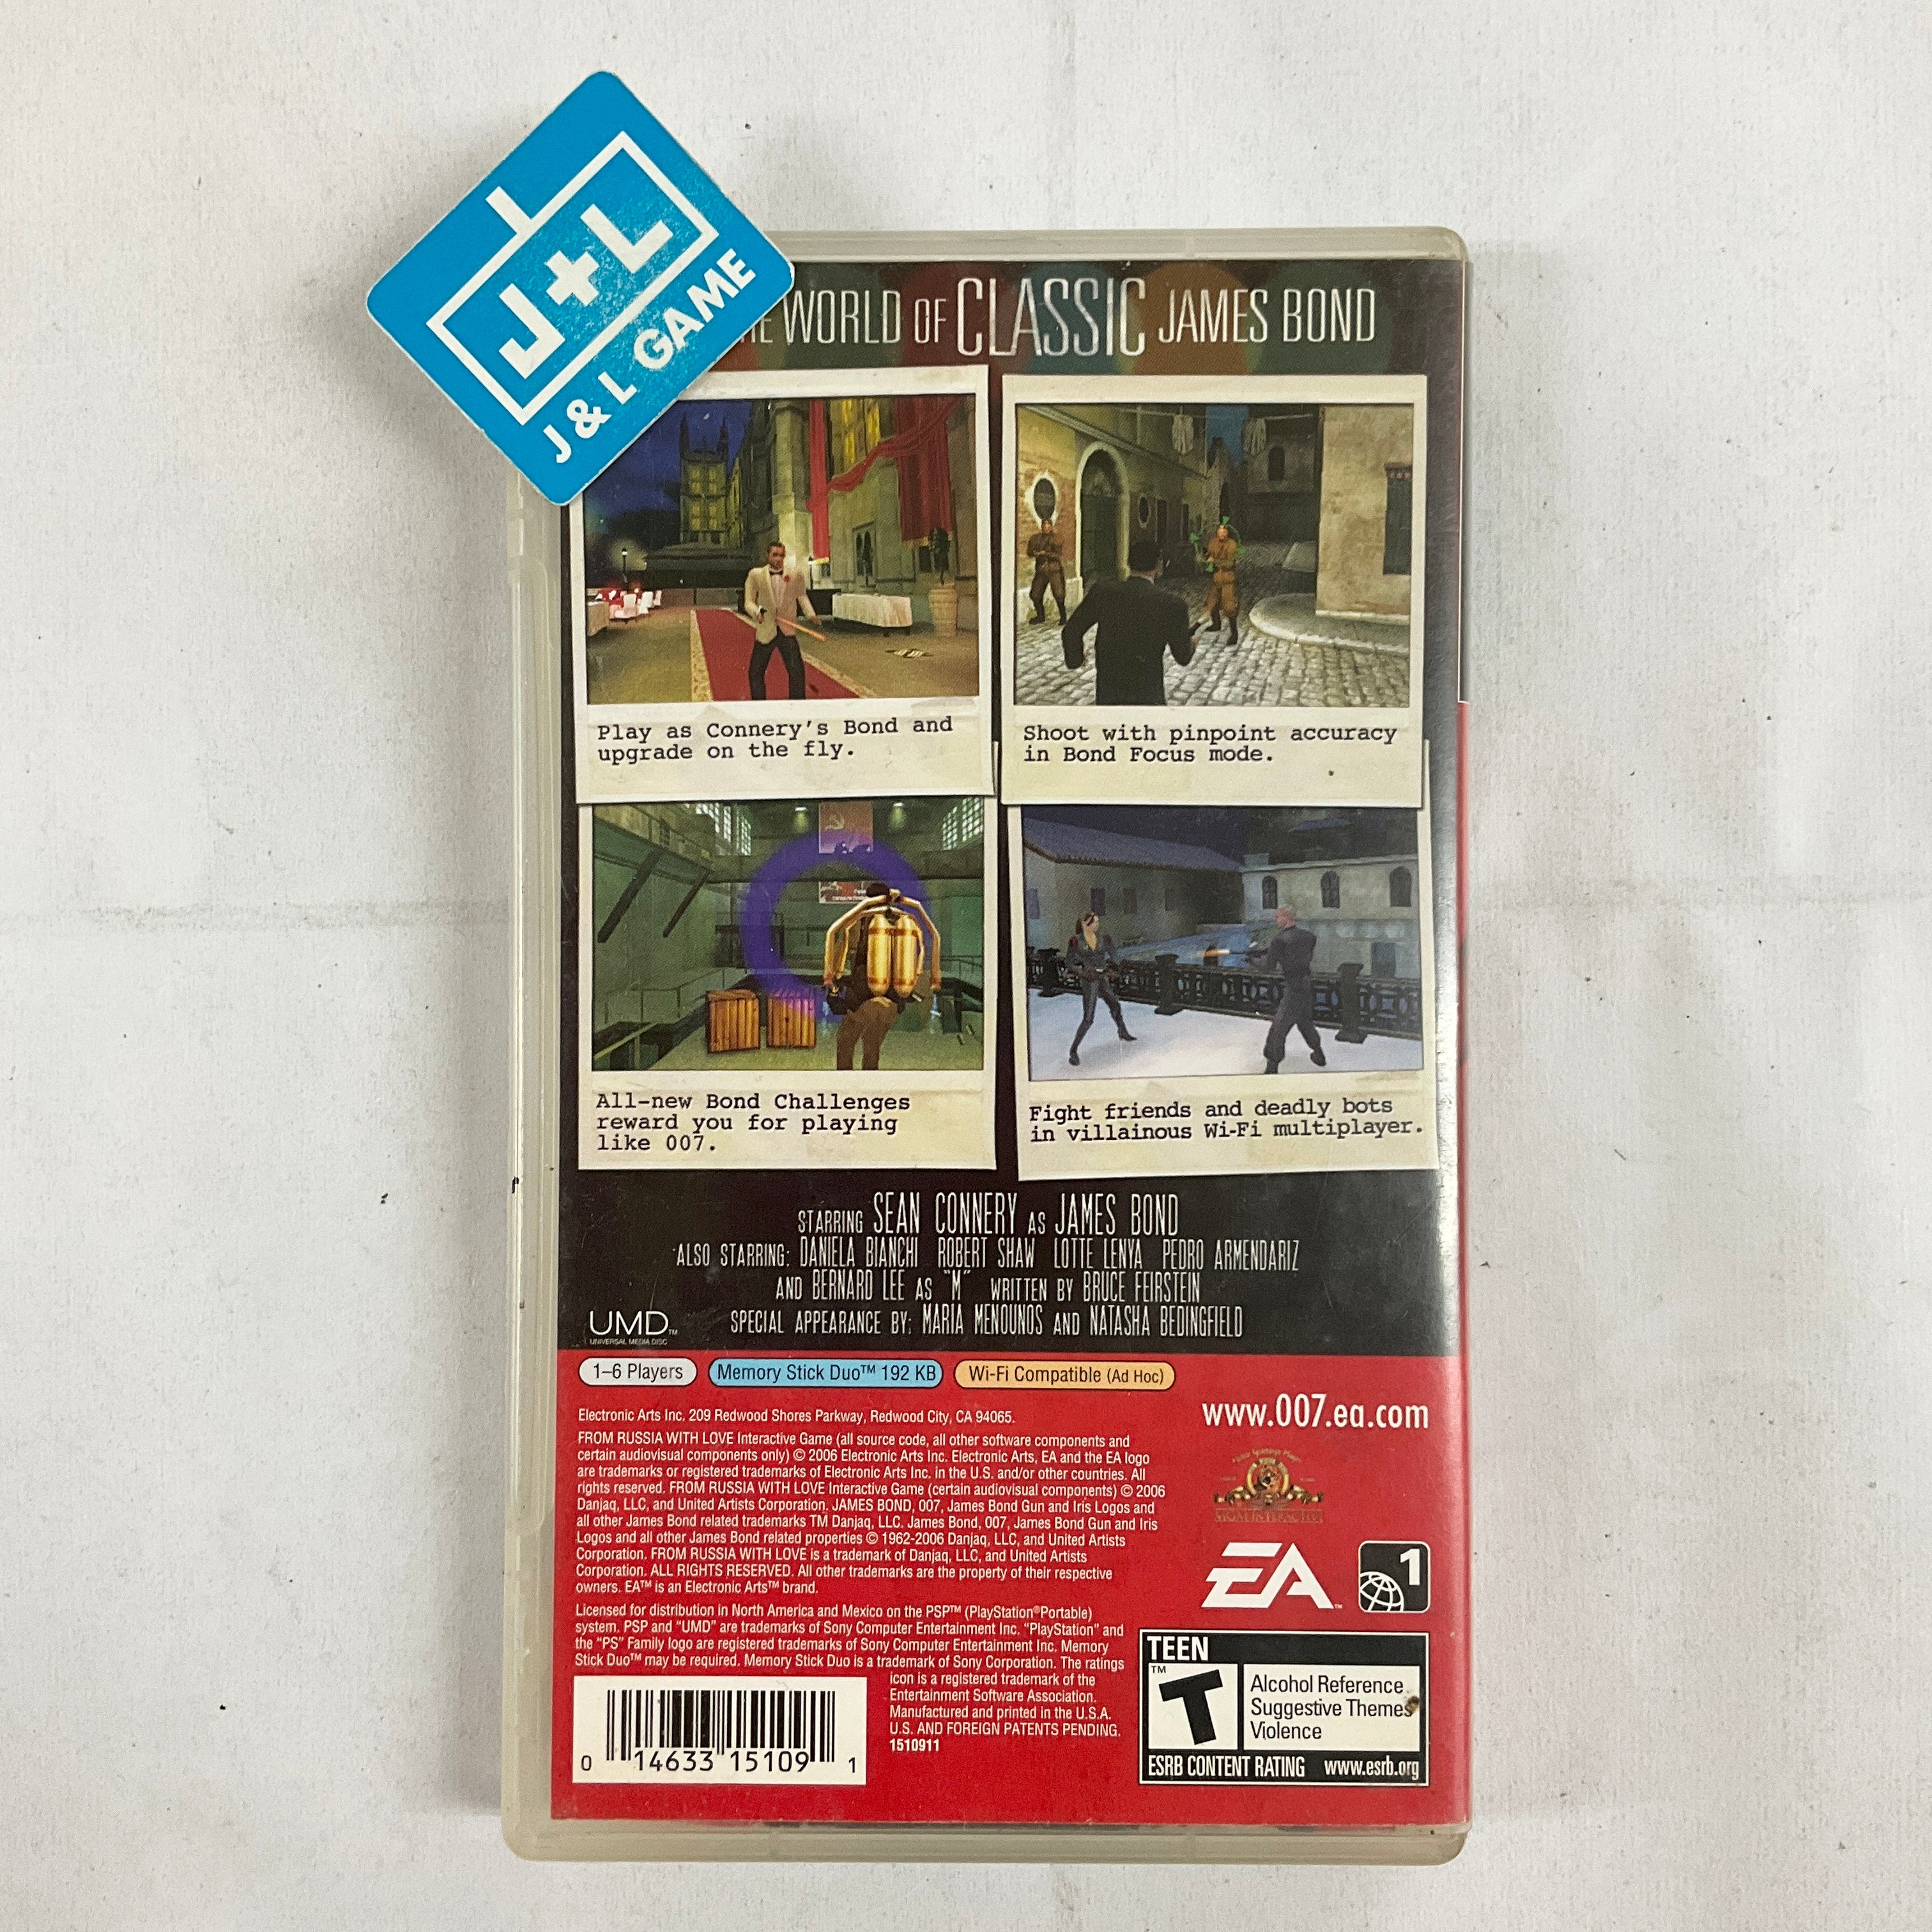 J+L
J & L GAME
WORLD OF CLASSIC JAMES BOND
Play as Connery's Bond and
upgrade on the fly.
Shoot with pinpoint accuracy
in Bond Focus mode.
All-new Bond Challenges
reward you for playing
like 007.
Fight friends and deadly bots
in villainous Wi-Fi multiplayer.
STARRING SEAN CONNERY AS JAMES BOND
ALSO STARRING: DANIELA BIANCHI ROBERT SHAW LOTTE LENYA PEDRO ARMENDARIZ
AND BERNARD LEE AS "M" WRITTEN BY BRUCE FEIRSTEIN
SPECIAL APPEARANCE BY: MARIA MENOUNOS AND NATASHA BEDINGFIELD
UMD™
UNIVERSAL MEDIA DISC
1–6 Players
Memory Stick Duo™ 192 KB
Wi-Fi Compatible (Ad Hoc)
www.007.ea.com
Electronic Arts Inc. 209 Redwood Shores Parkway, Redwood City, CA 94065.
FROM RUSSIA WITH LOVE Interactive Game (all source code, all other software components and
certain audiovisual components only) © 2006 Electronic Arts Inc. Electronic Arts, EA and the EA logo
are trademarks or registered trademarks of Electronic Arts Inc. in the U.S. and/or other countries. All
rights reserved. FROM RUSSIA WITH LOVE Interactive Game (certain audiovisual components) © 2006
Danjaq, LLC, and United Artists Corporation. JAMES BOND, 007, James Bond Gun and Iris Logos and
all other James Bond related trademarks TM Danjaq, LLC. James Bond, 007, James Bond Gun and Iris
Logos and all other James Bond related properties © 1962-2006 Danjaq, LLC, and United Artists
Corporation. FROM RUSSIA WITH LOVE is a trademark of Danjaq, LLC, and United Artists
Corporation. ALL RIGHTS RESERVED. All other trademarks are the property of their respective
owners. EA™ is an Electronic Arts™ brand.
MGM INTERACTIVE
EA™
1
Licensed for distribution in North America and Mexico on the PSP™ (PlayStation®Portable)
system. PSP and "UMD" are trademarks of Sony Computer Entertainment Inc. "PlayStation" and
the "PS" Family logo are registered trademarks of Sony Computer Entertainment Inc. Memory
Stick Duo™ may be required. Memory Stick Duo is a trademark of Sony Corporation. The ratings
icon is a registered trademark of the
Entertainment Software Association.
Manufactured and printed in the U.S.A.
U.S. AND FOREIGN PATENTS PENDING.
1510911
0 14633 15109 1
TEEN
™
T
Alcohol Reference
Suggestive Themes
Violence
ESRB CONTENT RATING www.esrb.org